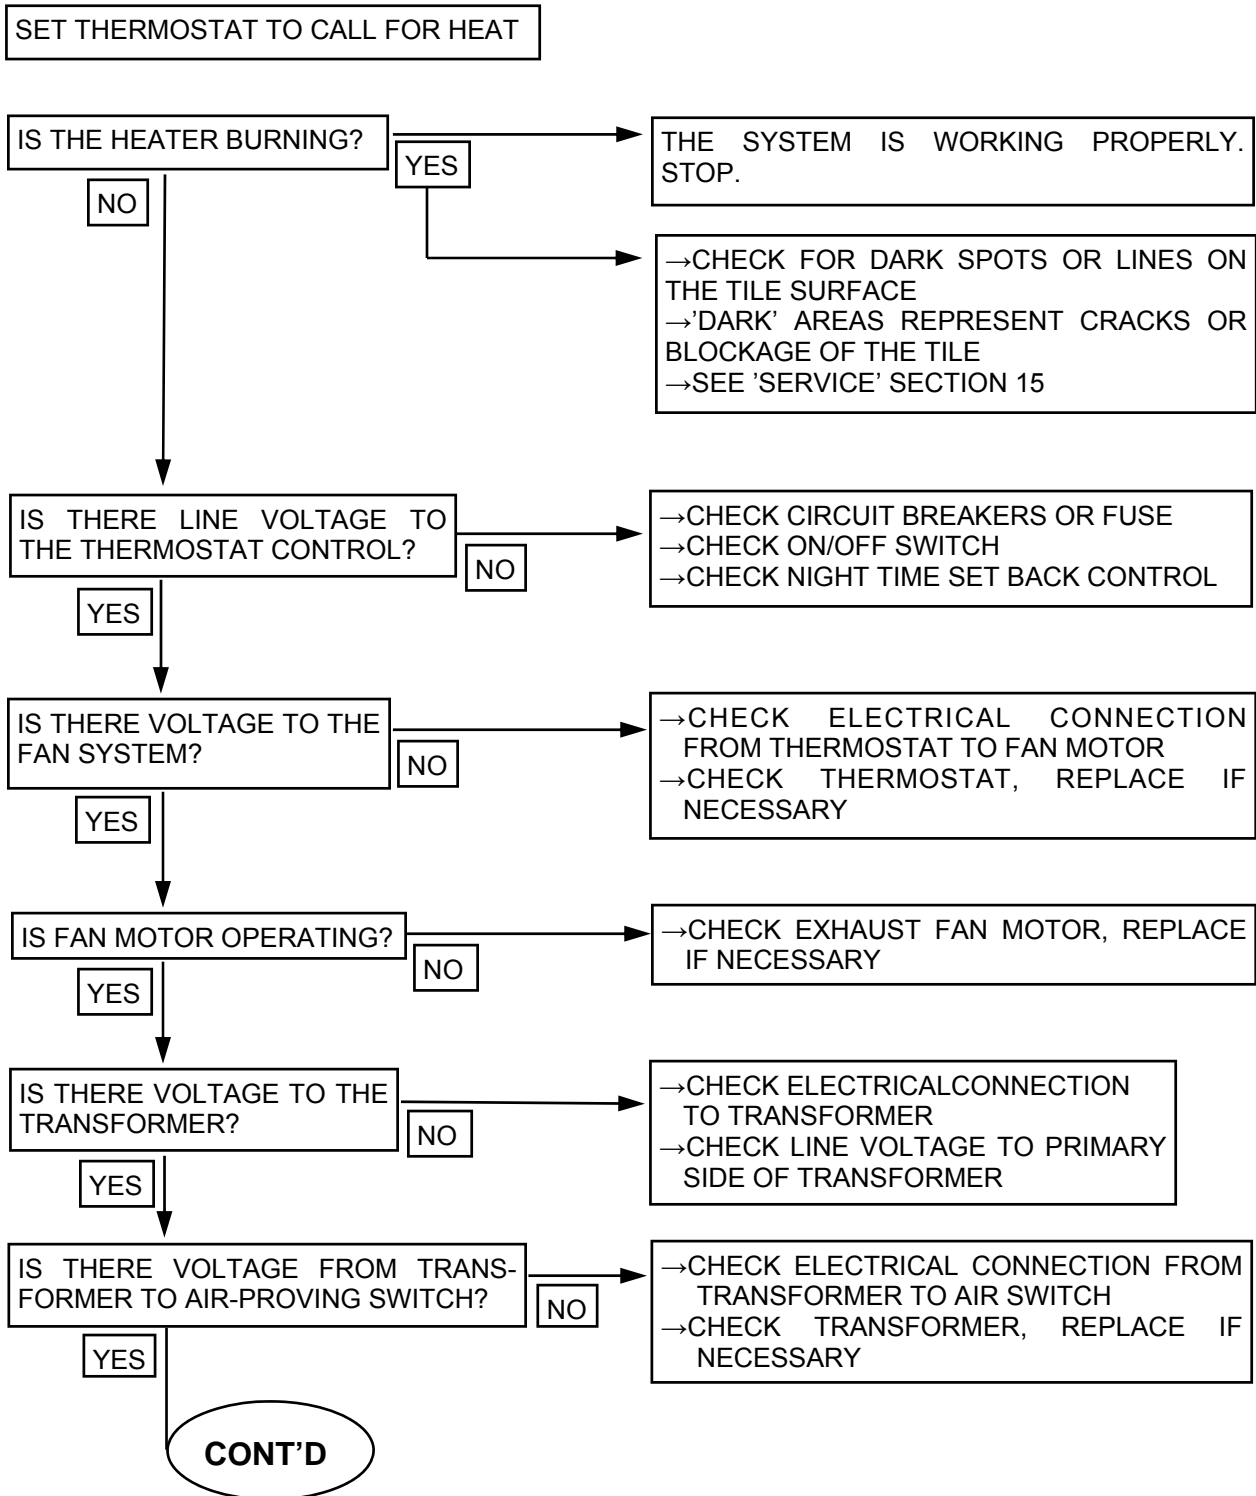 SET THERMOSTAT TO CALL FOR HEAT
IS THE HEATER BURNING?
YES
NO
THE SYSTEM IS WORKING PROPERLY.
STOP.
→CHECK FOR DARK SPOTS OR LINES ON
THE TILE SURFACE
→'DARK' AREAS REPRESENT CRACKS OR
BLOCKAGE OF THE TILE
→SEE 'SERVICE' SECTION 15
IS THERE LINE VOLTAGE TO
THE THERMOSTAT CONTROL?
NO
YES
→CHECK CIRCUIT BREAKERS OR FUSE
→CHECK ON/OFF SWITCH
→CHECK NIGHT TIME SET BACK CONTROL
IS THERE VOLTAGE TO THE
FAN SYSTEM?
NO
YES
→CHECK ELECTRICAL CONNECTION
FROM THERMOSTAT TO FAN MOTOR
→CHECK THERMOSTAT, REPLACE IF
NECESSARY
IS FAN MOTOR OPERATING?
NO
YES
→CHECK EXHAUST FAN MOTOR, REPLACE
IF NECESSARY
IS THERE VOLTAGE TO THE
TRANSFORMER?
NO
YES
→CHECK ELECTRICALCONNECTION
TO TRANSFORMER
→CHECK LINE VOLTAGE TO PRIMARY
SIDE OF TRANSFORMER
IS THERE VOLTAGE FROM TRANS-
FORMER TO AIR-PROVING SWITCH?
NO
YES
→CHECK ELECTRICAL CONNECTION FROM
TRANSFORMER TO AIR SWITCH
→CHECK TRANSFORMER, REPLACE IF
NECESSARY
CONT'D